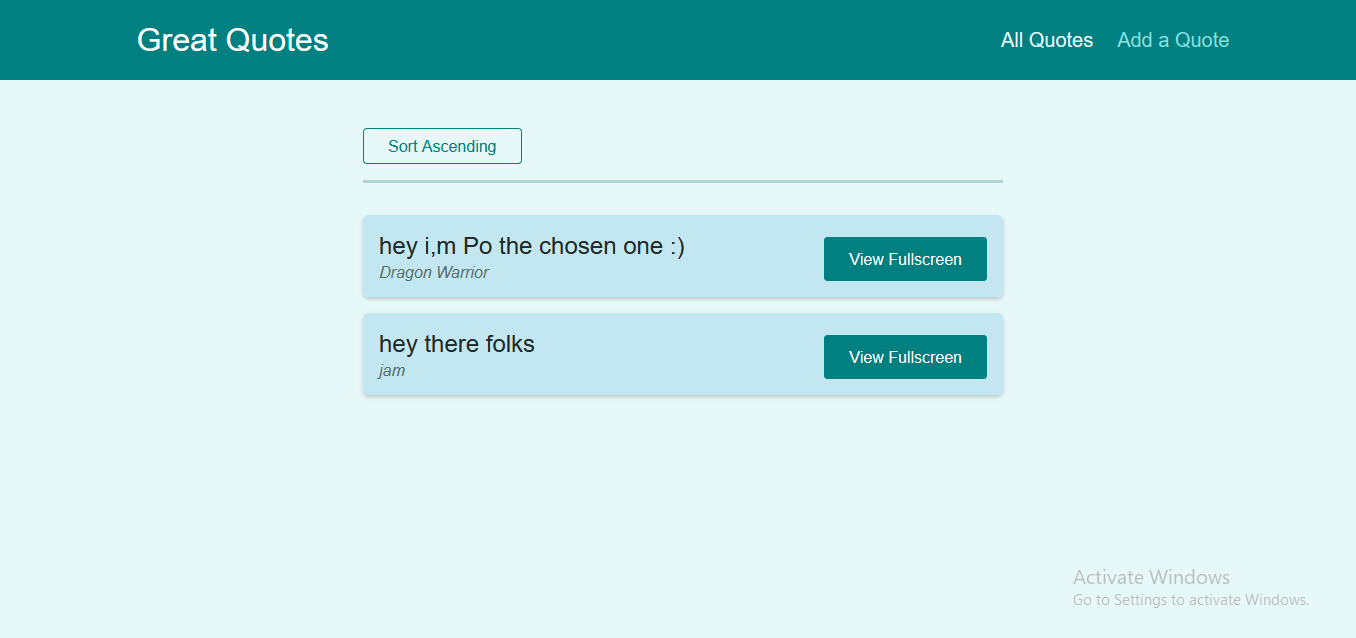 Great Quotes
All Quotes
Add a Quote
Sort Ascending
hey i,m Po the chosen one :)
Dragon Warrior
View Fullscreen
hey there folks
jam
View Fullscreen
Activate Windows
Go to Settings to activate Windows.